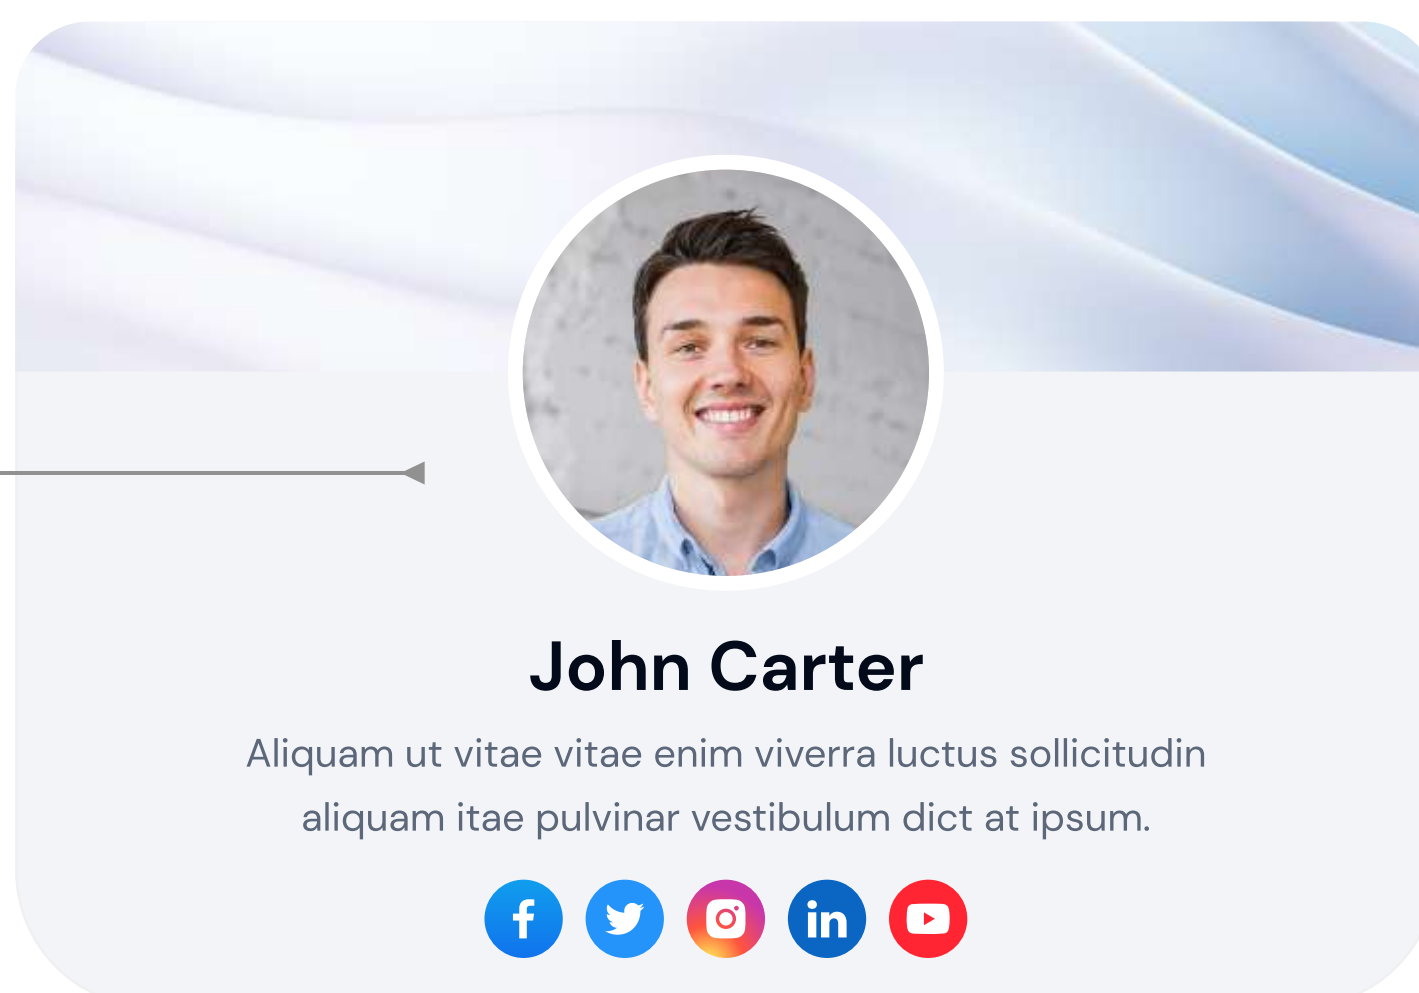 John Carter
Aliquam ut vitae vitae enim viverra luctus sollicitudin
aliquam itae pulvinar vestibulum dict at ipsum.